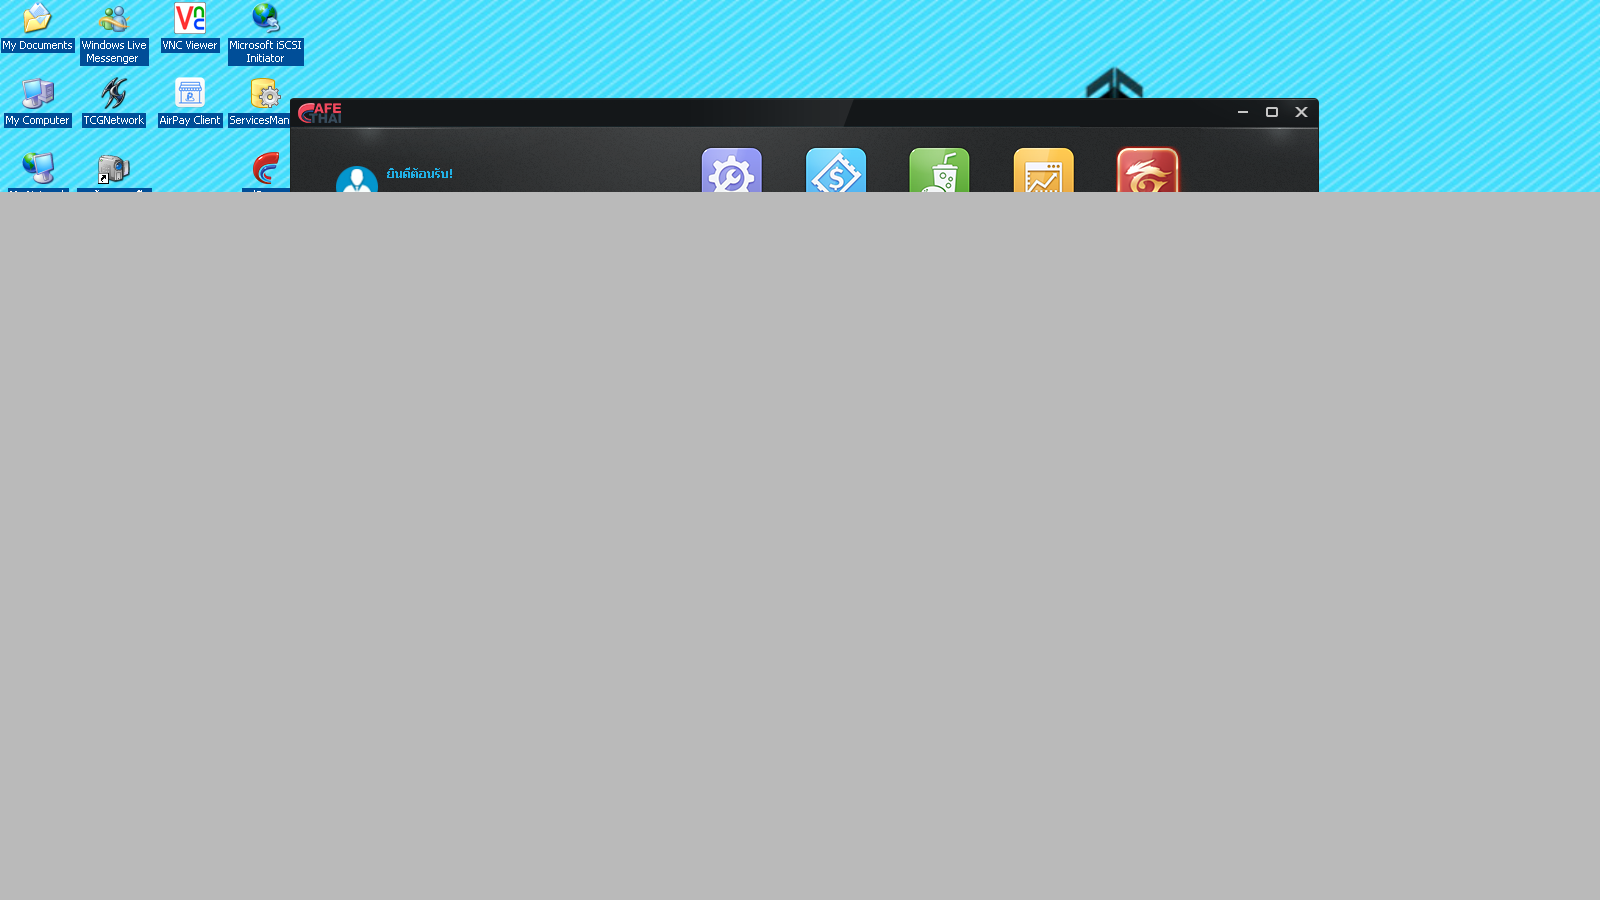 My Documents
Windows Live
Messenger
VNC Viewer
Microsoft iSCSI
Initiator
My Computer
TCGNetwork
AirPay Client
ServicesMan
CAFE
THAI
ยินดีต้อนรับ!